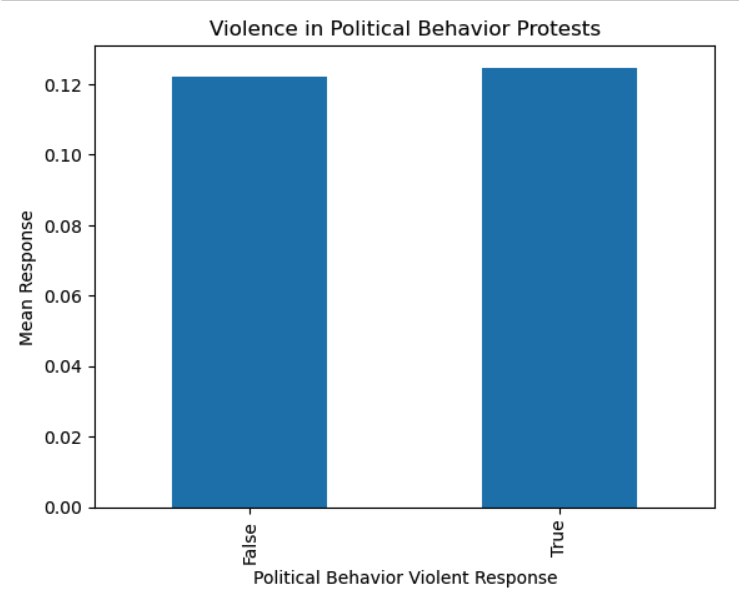 Violence in Political Behavior Protests
0.12
0.10
0.08
0.06
0.04
0.02
0.00
Mean Response
False
True
Political Behavior Violent Response